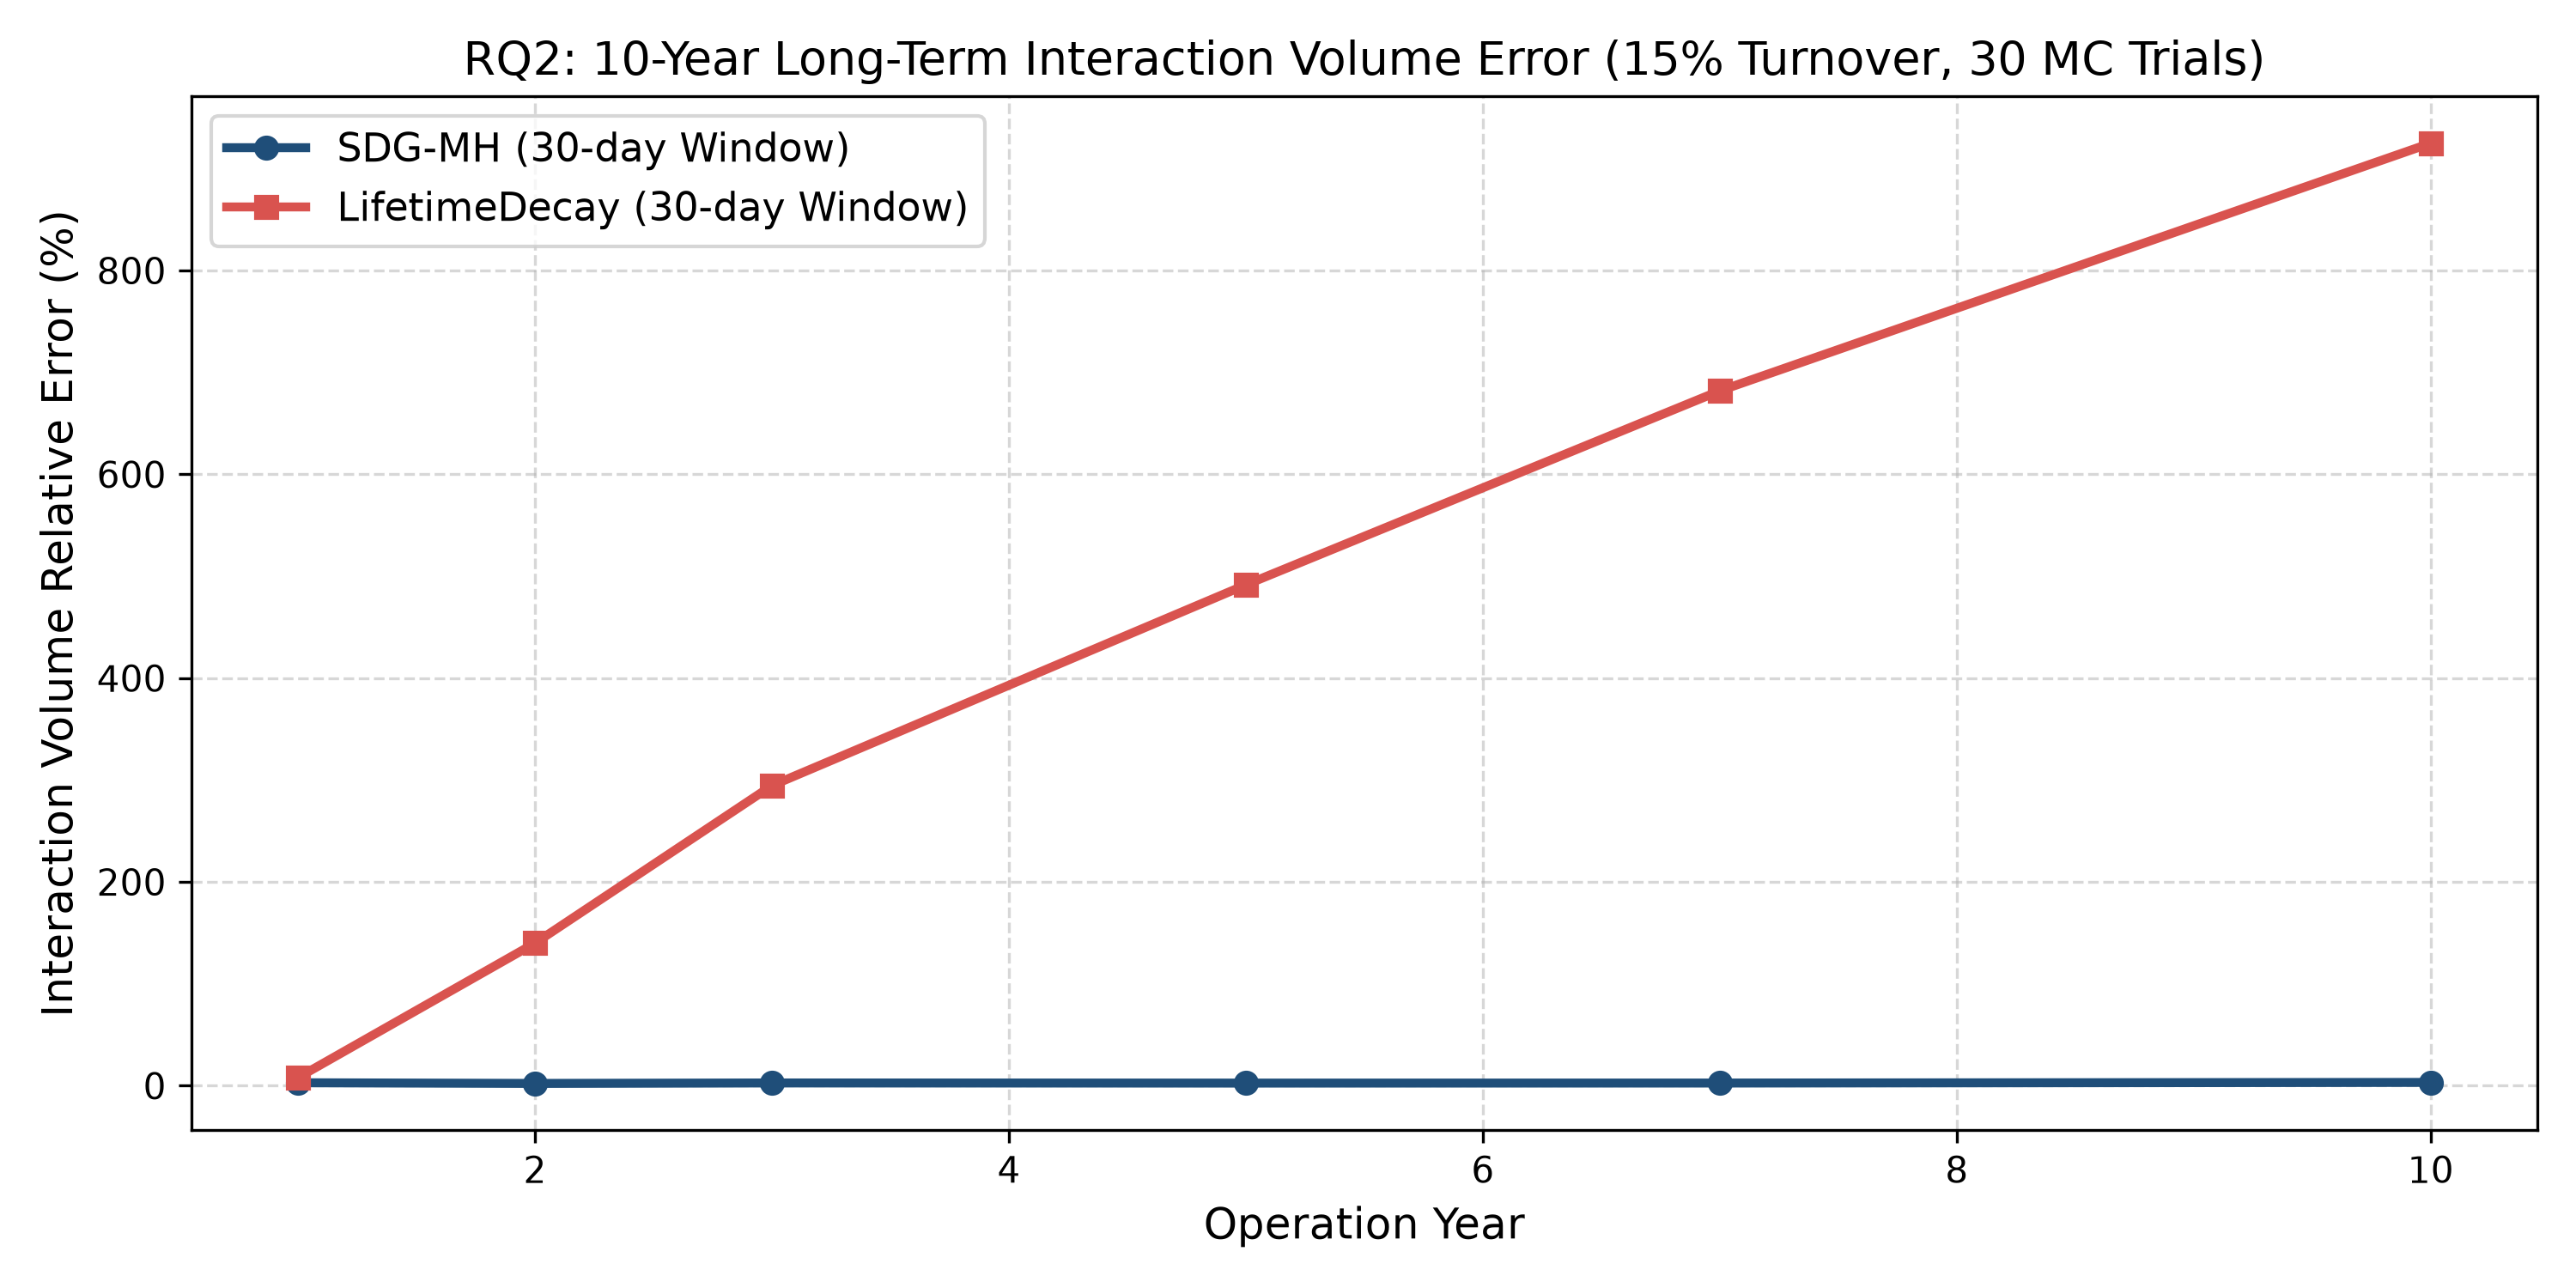 RQ2: 10-Year Long-Term Interaction Volume Error (15% Turnover, 30 MC Trials)
SDG-MH (30-day Window)
LifetimeDecay (30-day Window)
Interaction Volume Relative Error (%)
800
600
400
200
0
2 4 6 8 10
Operation Year